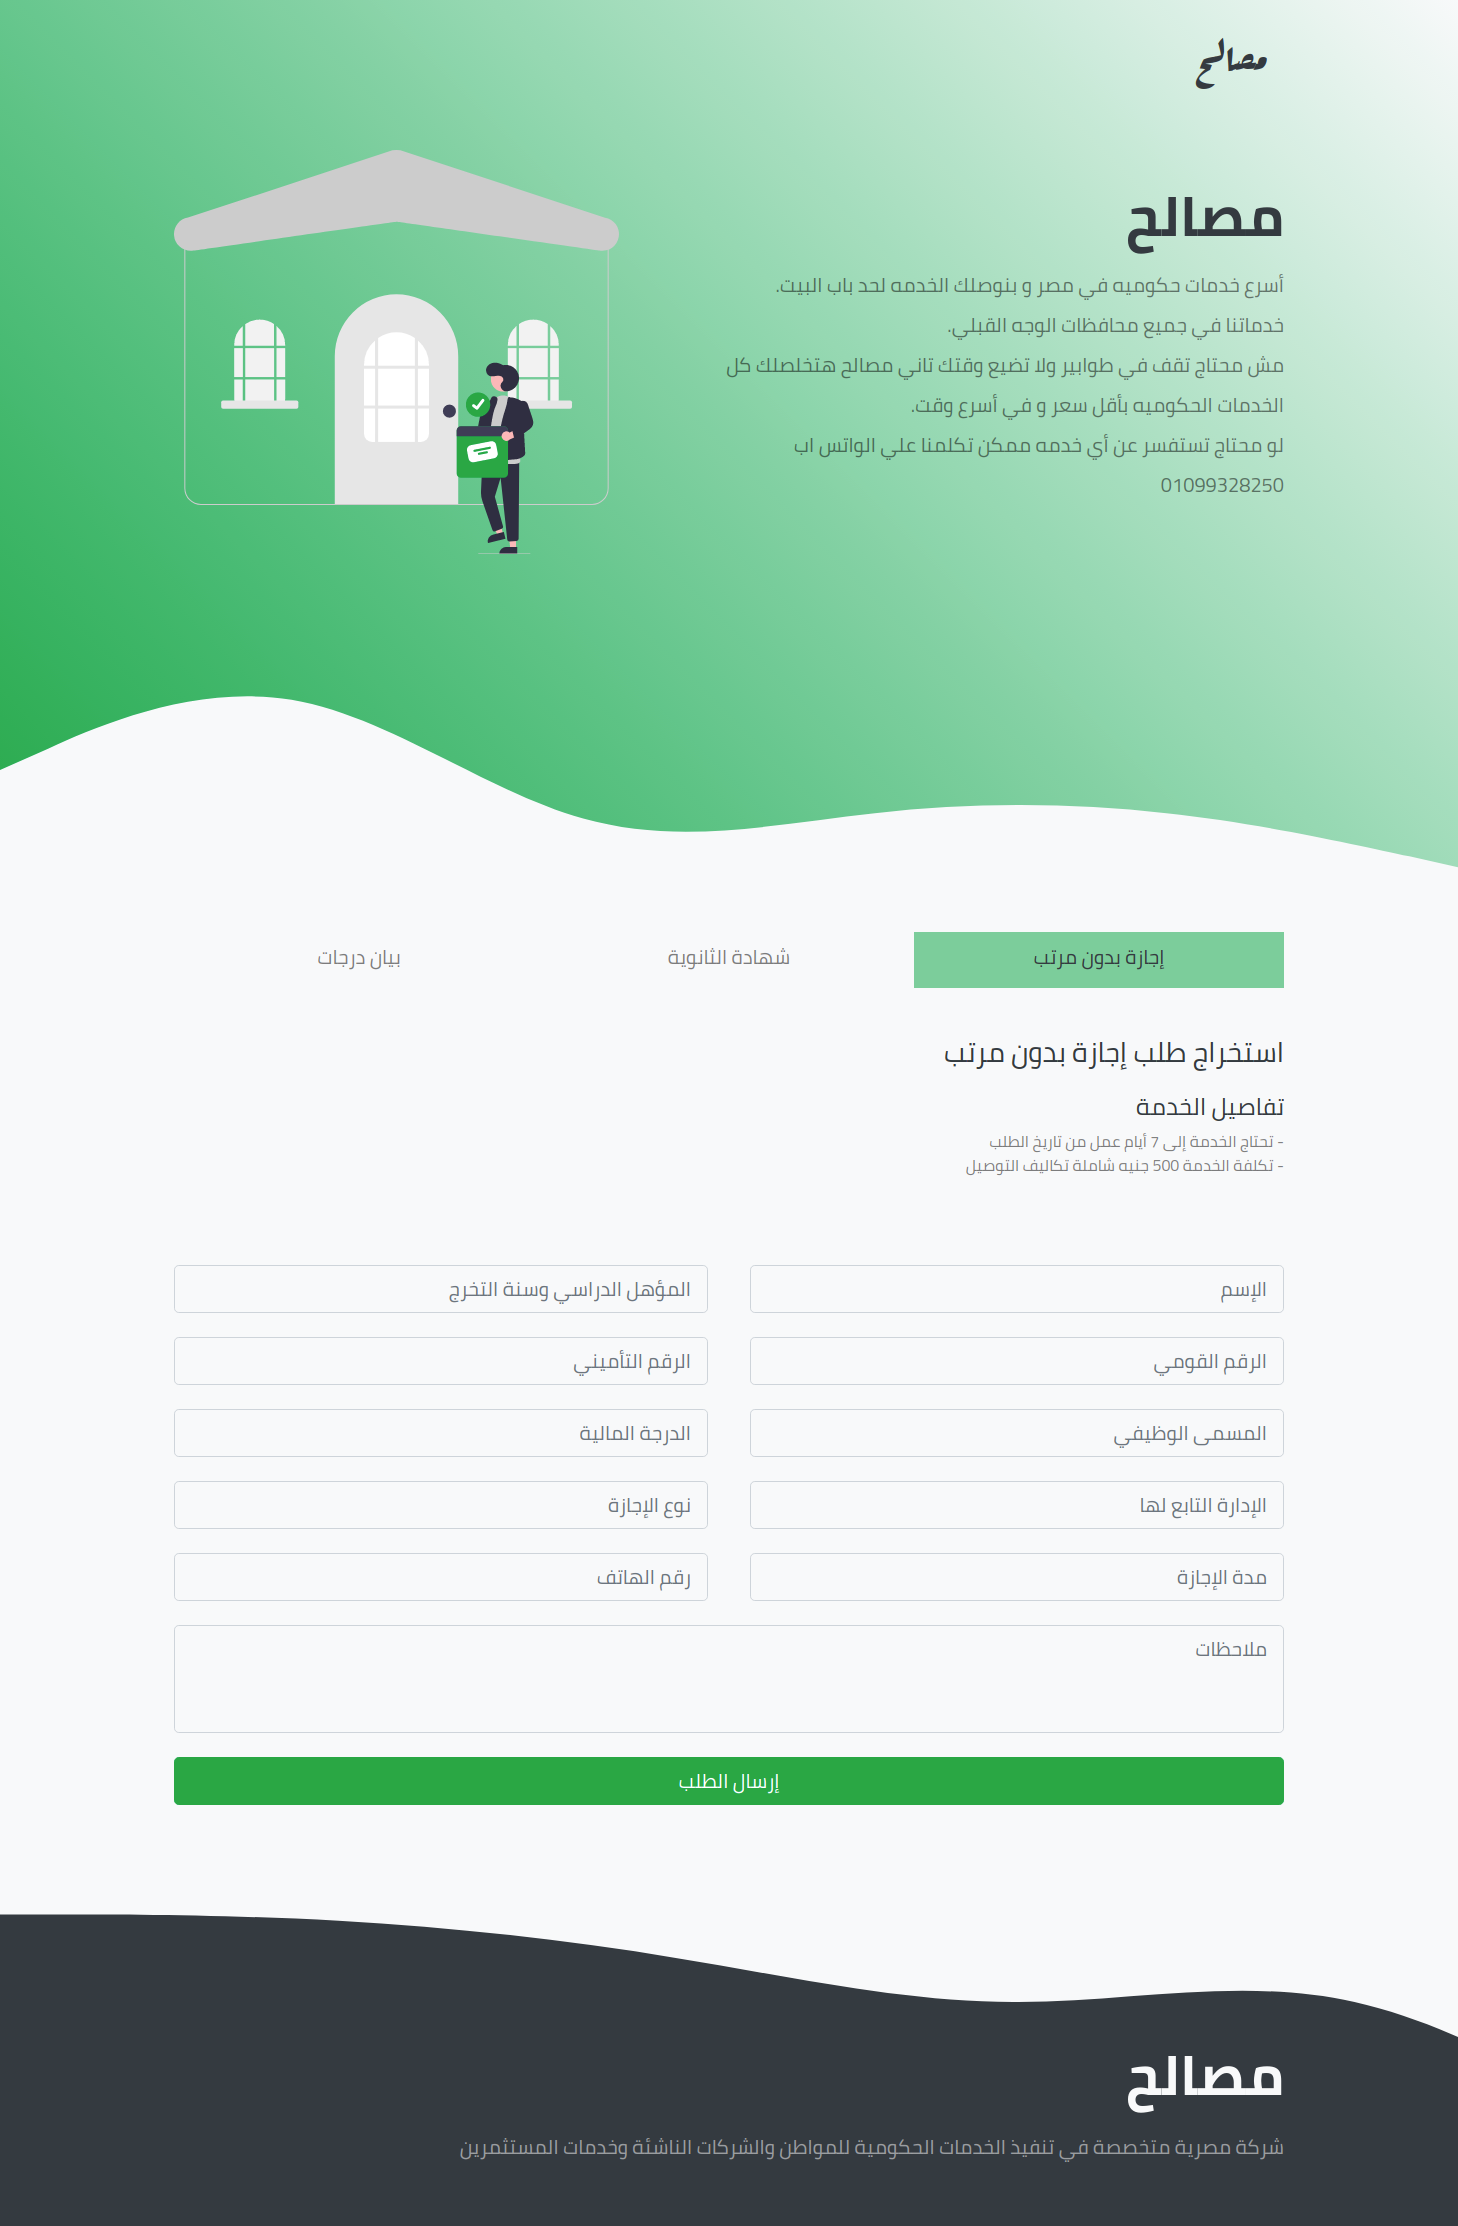 مصالح
مصالح
أسرع خدمات حكوميه في مصر و بنوصلك الخدمه لحد باب البيت.
خدماتنا في جميع محافظات الوجه القبلي.
مش محتاج تقف في طوابير ولا تضيع وقتك تاني مصالح هتخلصلك كل
الخدمات الحكوميه بأقل سعر و في أسرع وقت.
لو محتاج تستفسر عن أي خدمه ممكن تكلمنا علي الواتس اب
01099328250
إجازة بدون مرتب
شهادة الثانوية
بيان درجات
استخراج طلب إجازة بدون مرتب
تفاصيل الخدمة
- تحتاج الخدمة إلى 7 أيام عمل من تاريخ الطلب
- تكلفة الخدمة 500 جنيه شاملة تكاليف التوصيل
الإسم
المؤهل الدراسي وسنة التخرج
الرقم القومي
الرقم التأميني
المسمى الوظيفي
الدرجة المالية
الإدارة التابع لها
نوع الإجازة
مدة الإجازة
رقم الهاتف
ملاحظات
إرسال الطلب
مصالح
شركة مصرية متخصصة في تنفيذ الخدمات الحكومية للمواطن والشركات الناشئة وخدمات المستثمرين